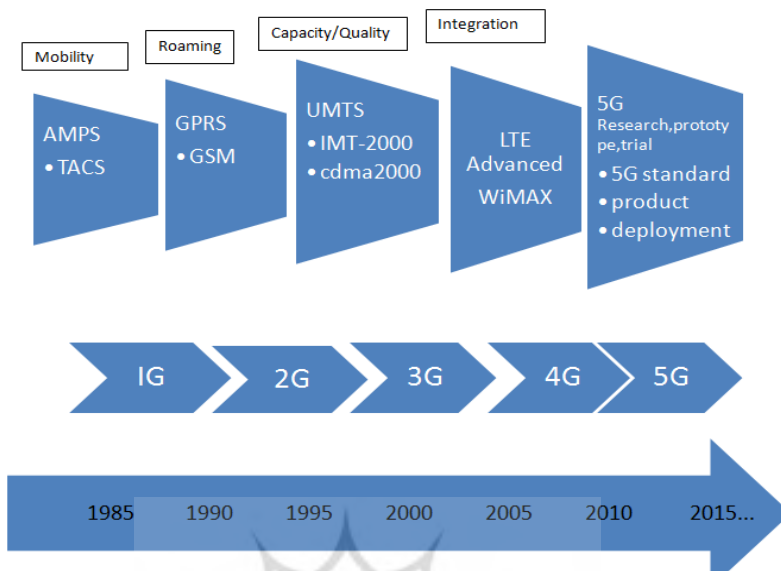 Mobility
Roaming
Capacity/Quality
Integration
AMPS
• TACS
GPRS
• GSM
UMTS
• IMT-2000
• cdma2000
LTE
Advanced
WiMAX
5G
Research,prototy
pe,trial
• 5G standard
• product
• deployment
IG
2G
3G
4G
5G
1985 1990 1995 2000 2005 2010 2015...